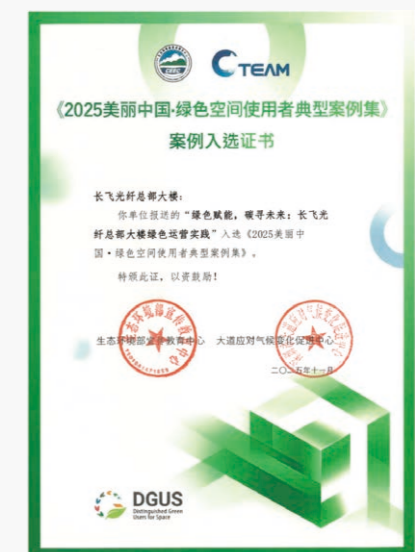 CTEAM
《2025美丽中国·绿色空间使用者典型案例集》
案例入选证书
长飞光纤总部大楼：
你单位报送的“绿色赋能，碳寻未来：长飞光
纤总部大楼绿色运营实践”入选《2025美丽中
国·绿色空间使用者典型案例集》。
特颁此证，以资鼓励！
生态环境部宣传教育中心 大道应对气候变化促进中心
二〇二五年十一月
DGUS
Distinguished Green
Users for Space